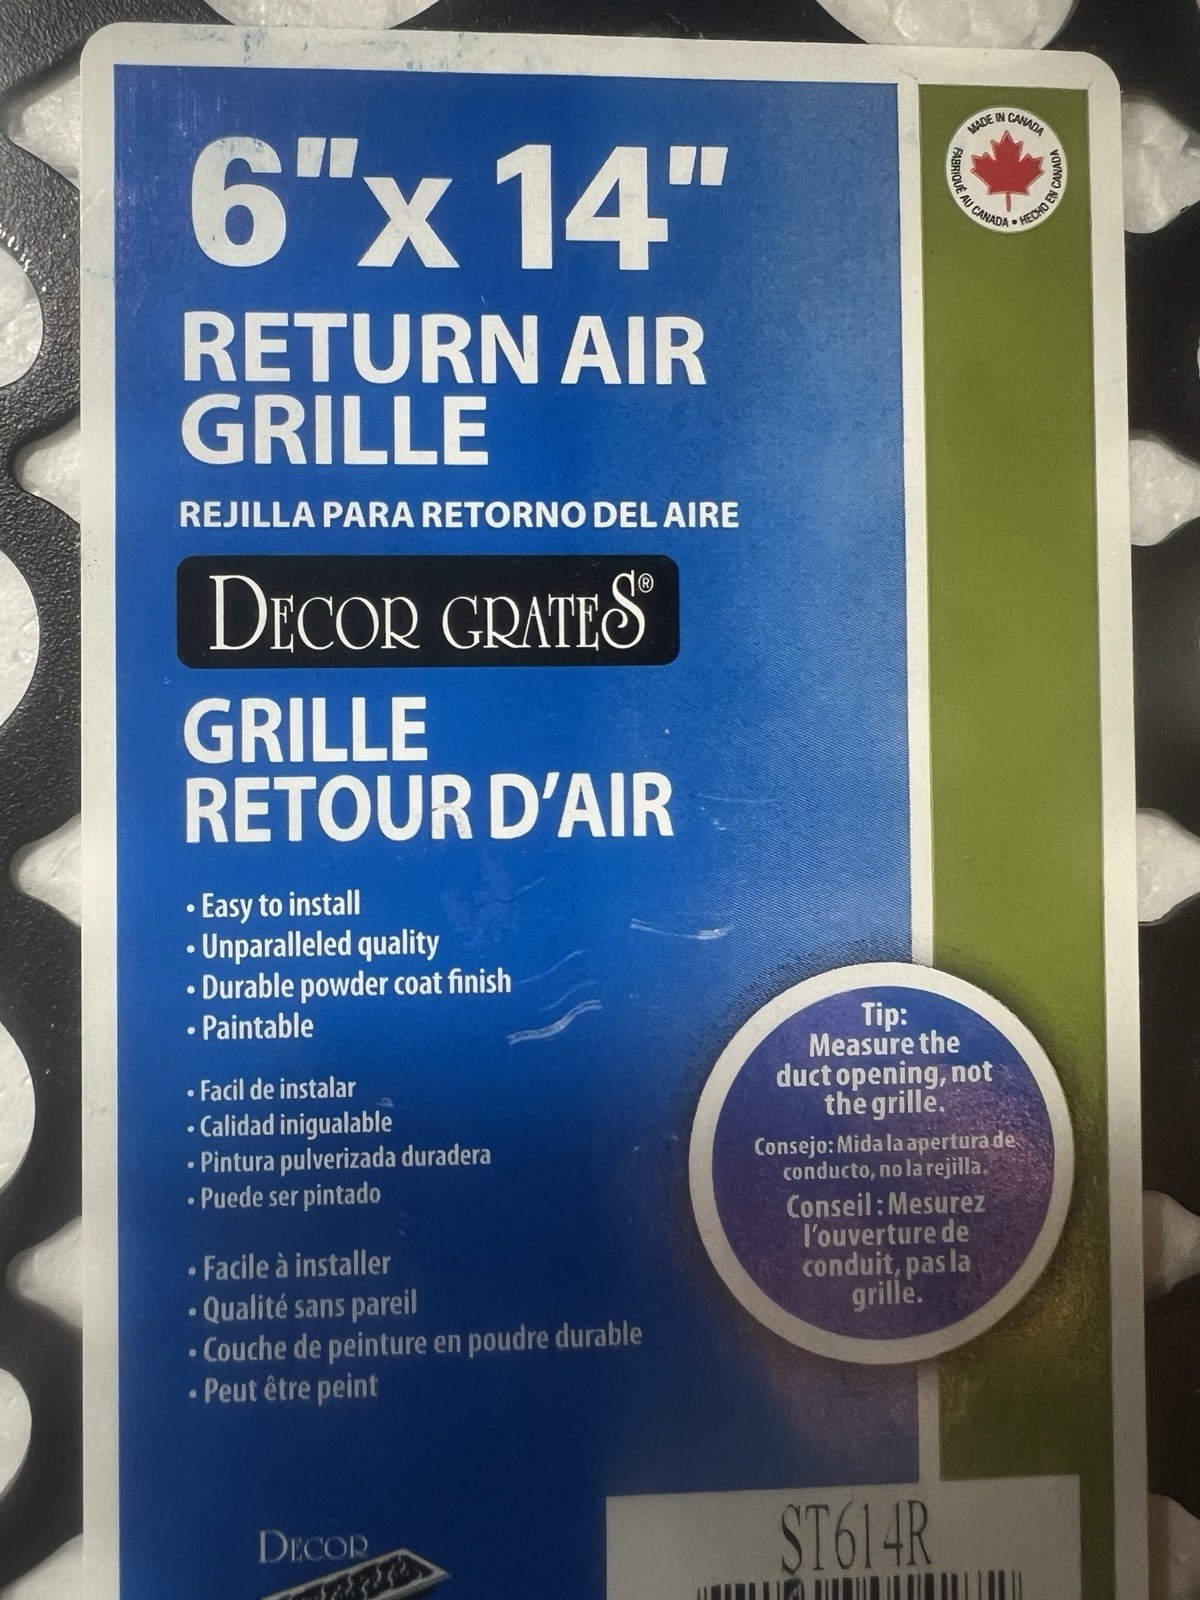 6" x 14"
RETURN AIR
GRILLE
REJILLA PARA RETORNO DEL AIRE
DECOR GRATES®
GRILLE
RETOUR D'AIR
• Easy to install
• Unparalleled quality
• Durable powder coat finish
• Paintable
• Facil de instalar
• Calidad inigualable
• Pintura pulverizada duradera
• Puede ser pintado
• Facile à installer
• Qualité sans pareil
• Couche de peinture en poudre durable
• Peut être peint
MADE IN CANADA
FABRIQUÉ AU CANADA • HECHO EN CANADA
Tip:
Measure the
duct opening, not
the grille.
Consejo: Mida la apertura de
conducto, no la rejilla.
Conseil : Mesurez
l'ouverture de
conduit, pas la
grille.
DECOR
ST614R